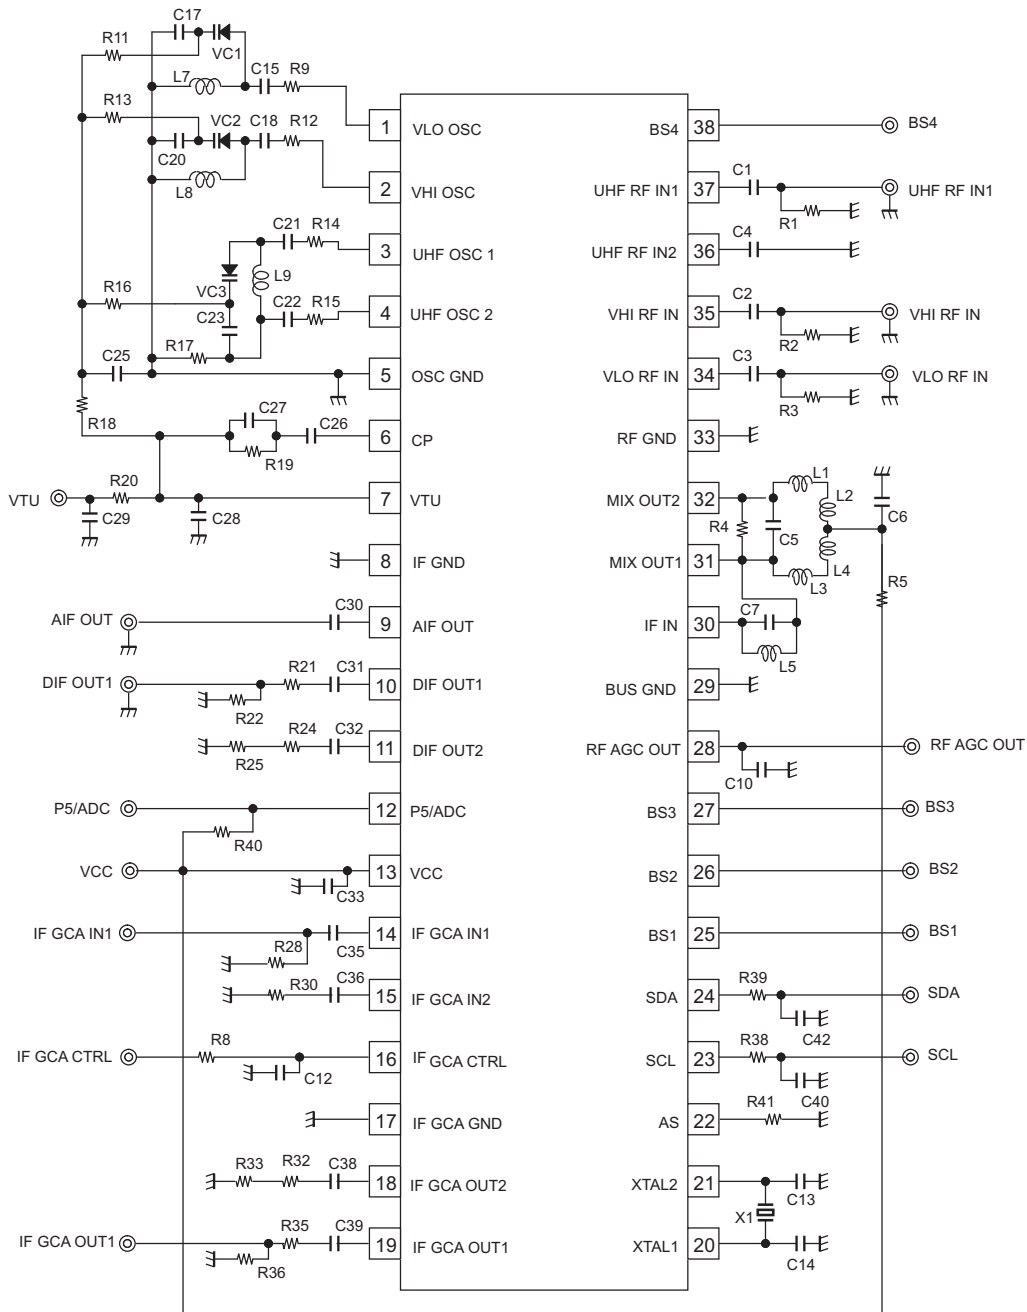 C17
R11
VC1
C15 R9
L7
R13
VC2 C18 R12
C20
L8
1 VLO OSC
2 VHI OSC
C21 R14
3 UHF OSC 1
L9
R16 VC3
C22 R15
C23
4 UHF OSC 2
R17
C25
5 OSC GND
C27
R18
C26
6 CP
R19
R20
VTU
7 VTU
C29
C28
8 IF GND
C30
AIF OUT
9 AIF OUT
R21 C31
DIF OUT1
10 DIF OUT1
R22
R24 C32
11 DIF OUT2
R25
P5/ADC
12 P5/ADC
R40
VCC
13 VCC
C33
IF GCA IN1
14 IF GCA IN1
R28 C35
C36
15 IF GCA IN2
R30
R8
IF GCA CTRL
16 IF GCA CTRL
C12
17 IF GCA GND
R33 R32 C38
18 IF GCA OUT2
R35 C39
IF GCA OUT1
19 IF GCA OUT1
R36
BS4 38
BS4
C1
UHF RF IN1 37
UHF RF IN1
R1
C4
UHF RF IN2 36
C2
VHI RF IN 35
VHI RF IN
R2
C3
VLO RF IN 34
VLO RF IN
R3
RF GND 33
L1
L2
MIX OUT2 32
C6
R4
C5
L4
MIX OUT1 31
L3
R5
C7
IF IN 30
L5
BUS GND 29
RF AGC OUT 28
RF AGC OUT
C10
BS3 27
BS3
BS2 26
BS2
BS1 25
BS1
R39
SDA 24
SDA
C42
R38
SCL 23
SCL
C40
R41
AS 22
XTAL2 21
C13
X1
XTAL1 20
C14